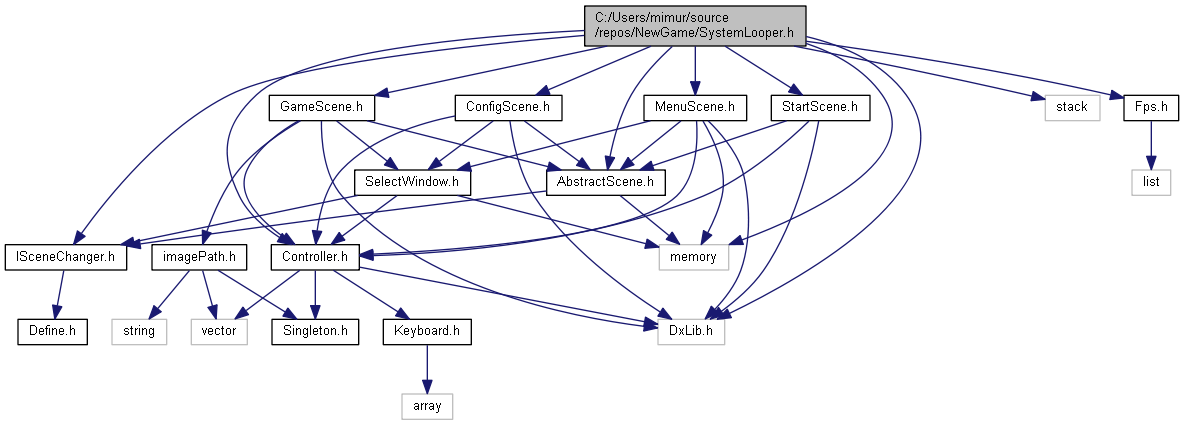 C:/Users/mimur/source
/repos/NewGame/SystemLooper.h
GameScene.h
ConfigScene.h
MenuScene.h
StartScene.h
stack
Fps.h
SelectWindow.h
AbstractScene.h
list
ISceneChanger.h
imagePath.h
Controller.h
memory
Define.h
string
vector
Singleton.h
Keyboard.h
DxLib.h
array